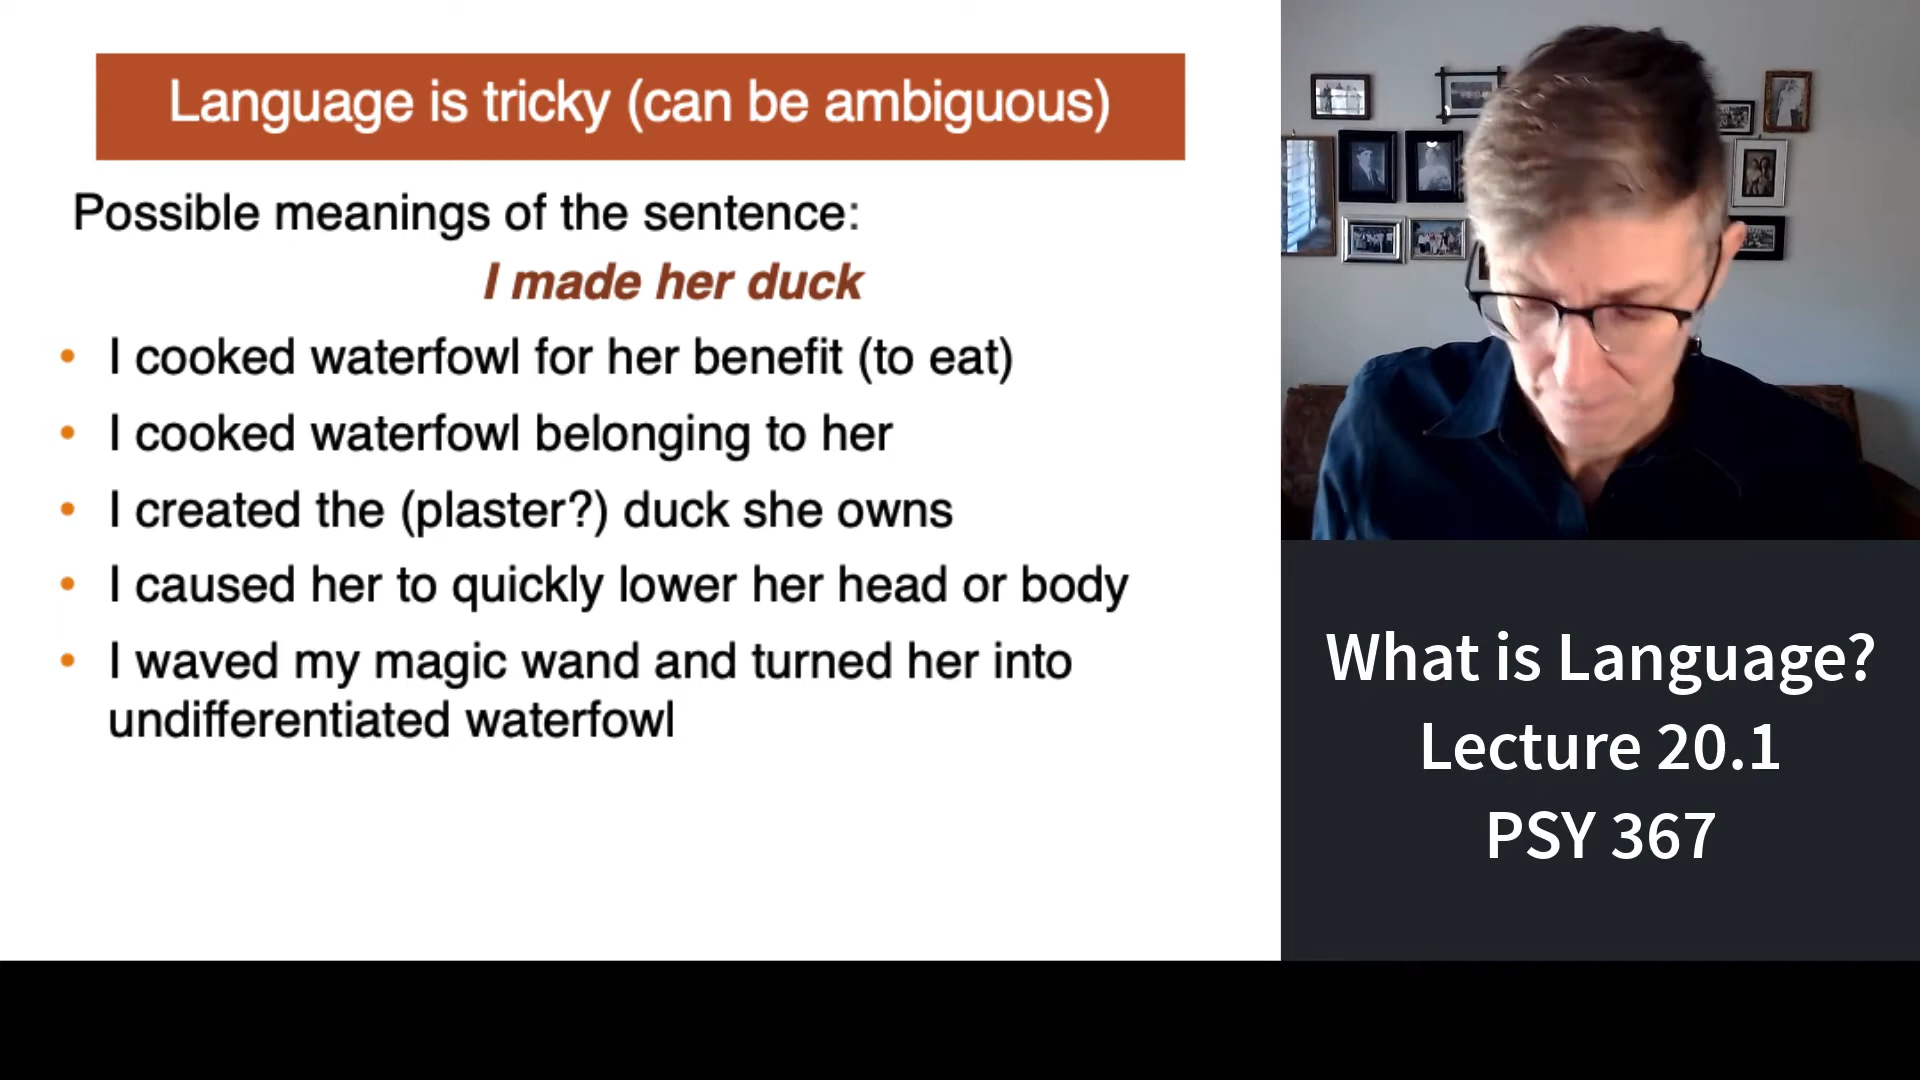 Language is tricky (can be ambiguous)
Possible meanings of the sentence:
I made her duck
• I cooked waterfowl for her benefit (to eat)
• I cooked waterfowl belonging to her
• I created the (plaster?) duck she owns
• I caused her to quickly lower her head or body
• I waved my magic wand and turned her into
undifferentiated waterfowl
What is Language?
Lecture 20.1
PSY 367